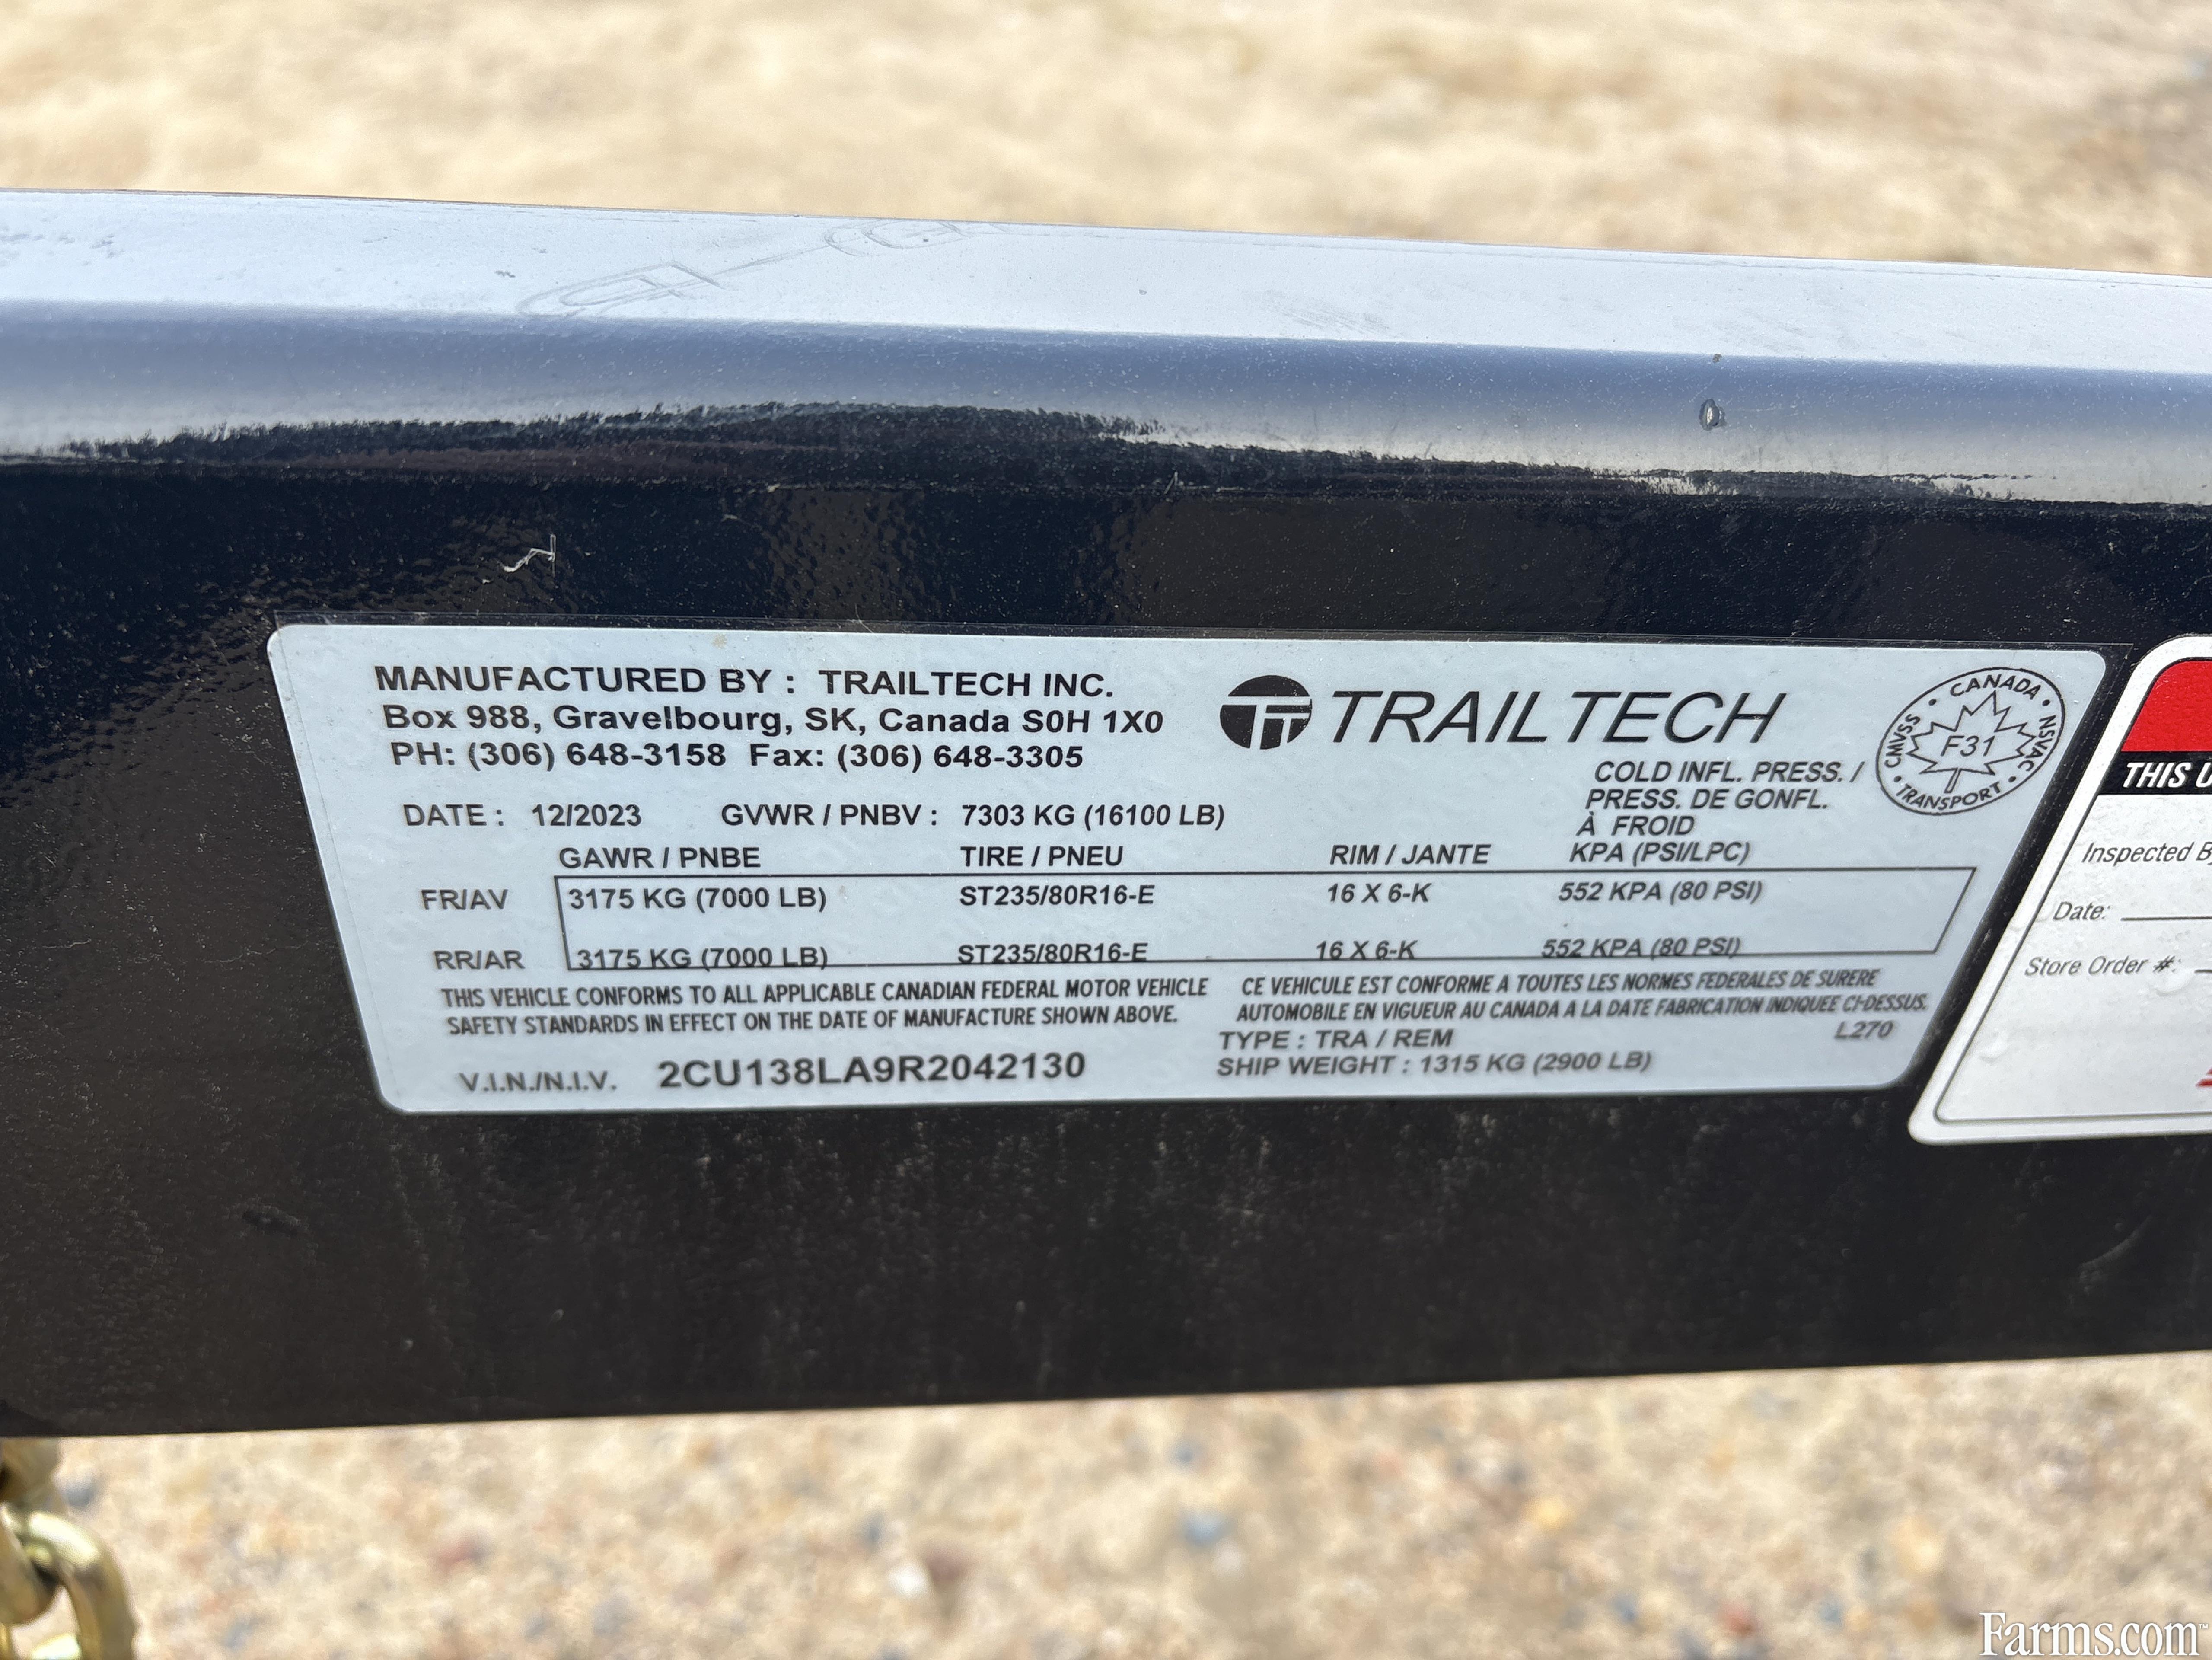 MANUFACTURED BY : TRAILTECH INC.
Box 988, Gravelbourg, SK, Canada S0H 1X0
PH: (306) 648-3158 Fax: (306) 648-3305
TRAILTECH
CANADA
CMVSS
NSVAC
F31
TRANSPORT
COLD INFL. PRESS. /
PRESS. DE GONFL.
À FROID
DATE : 12/2023 GVWR / PNBV : 7303 KG (16100 LB)
GAWR / PNBE TIRE / PNEU RIM / JANTE KPA (PSI/LPC)
FR/AV 3175 KG (7000 LB) ST235/80R16-E 16 X 6-K 552 KPA (80 PSI)
RR/AR 3175 KG (7000 LB) ST235/80R16-E 16 X 6-K 552 KPA (80 PSI)
THIS VEHICLE CONFORMS TO ALL APPLICABLE CANADIAN FEDERAL MOTOR VEHICLE
SAFETY STANDARDS IN EFFECT ON THE DATE OF MANUFACTURE SHOWN ABOVE.
CE VEHICULE EST CONFORME A TOUTES LES NORMES FEDERALES DE SURERE
AUTOMOBILE EN VIGUEUR AU CANADA A LA DATE FABRICATION INDIQUEE CI-DESSUS.
TYPE : TRA / REM L270
SHIP WEIGHT : 1315 KG (2900 LB)
V.I.N./N.I.V. 2CU138LA9R2042130
THIS
Inspected
Date:
Store Order #:
Farms.com